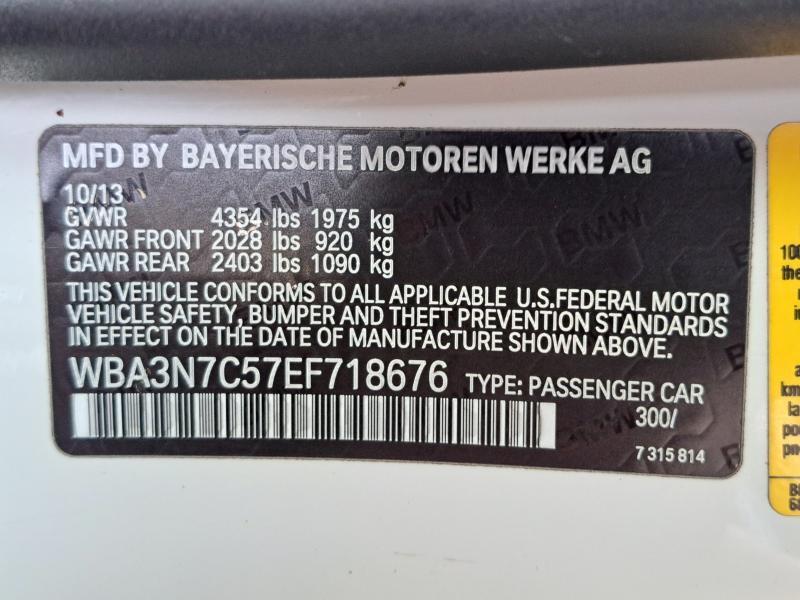 MFD BY BAYERISCHE MOTOREN WERKE AG
10/13
GVWR 4354 lbs 1975 kg
GAWR FRONT 2028 lbs 920 kg
GAWR REAR 2403 lbs 1090 kg
THIS VEHICLE CONFORMS TO ALL APPLICABLE U.S.FEDERAL MOTOR
VEHICLE SAFETY, BUMPER AND THEFT PREVENTION STANDARDS
IN EFFECT ON THE DATE OF MANUFACTURE SHOWN ABOVE.
WBA3N7C57EF718676 TYPE: PASSENGER CAR
300/
7 315 814
BMW
BMW